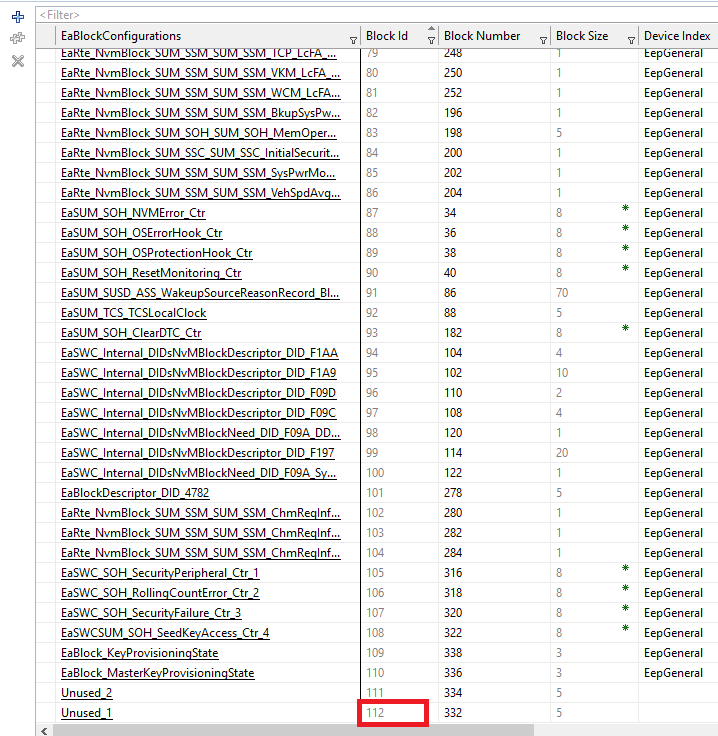 <Filter>
EaBlockConfigurations Block Id Block Number Block Size Device Index
EaRte_NvmBlock_SUM_SSM_SUM_SSM_TCP_LcFA_... 79 248 1 EepGeneral
EaRte_NvmBlock_SUM_SSM_SUM_SSM_VKM_LcFA_... 80 250 1 EepGeneral
EaRte_NvmBlock_SUM_SSM_SUM_SSM_WCM_LcFA_... 81 252 1 EepGeneral
EaRte_NvmBlock_SUM_SSM_SUM_SSM_BkupSysPw... 82 196 1 EepGeneral
EaRte_NvmBlock_SUM_SOH_SUM_SOH_MemOper... 83 198 5 EepGeneral
EaRte_NvmBlock_SUM_SSC_SUM_SSC_InitialSecurit... 84 200 1 EepGeneral
EaRte_NvmBlock_SUM_SSM_SUM_SSM_SysPwrMo... 85 202 1 EepGeneral
EaRte_NvmBlock_SUM_SSM_SUM_SSM_VehSpdAvq... 86 204 1 EepGeneral
EaSUM_SOH_NVMError_Ctr 87 34 8 * EepGeneral
EaSUM_SOH_OSErrorHook_Ctr 88 36 8 * EepGeneral
EaSUM_SOH_OSProtectionHook_Ctr 89 38 8 * EepGeneral
EaSUM_SOH_ResetMonitoring_Ctr 90 40 8 * EepGeneral
EaSUM_SUSD_ASS_WakeupSourceReasonRecord_Bl... 91 86 70 EepGeneral
EaSUM_TCS_TCSLocalClock 92 88 5 EepGeneral
EaSUM_SOH_ClearDTC_Ctr 93 182 8 * EepGeneral
EaSWC_Internal_DIDsNvMBlockDescriptor_DID_F1AA 94 104 4 EepGeneral
EaSWC_Internal_DIDsNvMBlockDescriptor_DID_F1A9 95 102 10 EepGeneral
EaSWC_Internal_DIDsNvMBlockDescriptor_DID_F09D 96 110 2 EepGeneral
EaSWC_Internal_DIDsNvMBlockDescriptor_DID_F09C 97 108 4 EepGeneral
EaSWC_Internal_DIDsNvMBlockNeed_DID_F09A_DD... 98 120 1 EepGeneral
EaSWC_Internal_DIDsNvMBlockDescriptor_DID_F197 99 114 20 EepGeneral
EaSWC_Internal_DIDsNvMBlockNeed_DID_F09A_Sy... 100 122 1 EepGeneral
EaBlockDescriptor_DID_4782 101 278 5 EepGeneral
EaRte_NvmBlock_SUM_SSM_SUM_SSM_ChmReqInf... 102 280 1 EepGeneral
EaRte_NvmBlock_SUM_SSM_SUM_SSM_ChmReqInf... 103 282 1 EepGeneral
EaRte_NvmBlock_SUM_SSM_SUM_SSM_ChmReqInf... 104 284 1 EepGeneral
EaSWC_SOH_SecurityPeripheral_Ctr_1 105 316 8 * EepGeneral
EaSWC_SOH_RollingCountError_Ctr_2 106 318 8 * EepGeneral
EaSWC_SOH_SecurityFailure_Ctr_3 107 320 8 * EepGeneral
EaSWCSUM_SOH_SeedKeyAccess_Ctr_4 108 322 8 * EepGeneral
EaBlock_KeyProvisioningState 109 338 3 EepGeneral
EaBlock_MasterKeyProvisioningState 110 336 3 EepGeneral
Unused_2 111 334 5
Unused_1 112 332 5